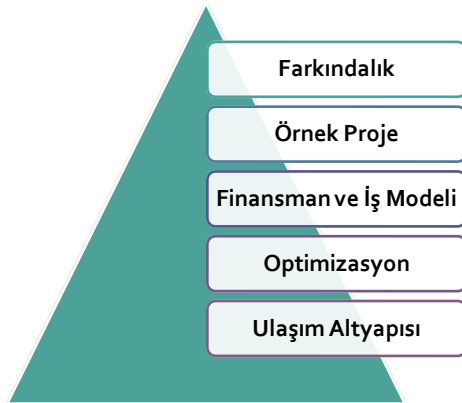 Farkındalık
Örnek Proje
Finansman ve İş Modeli
Optimizasyon
Ulaşım Altyapısı